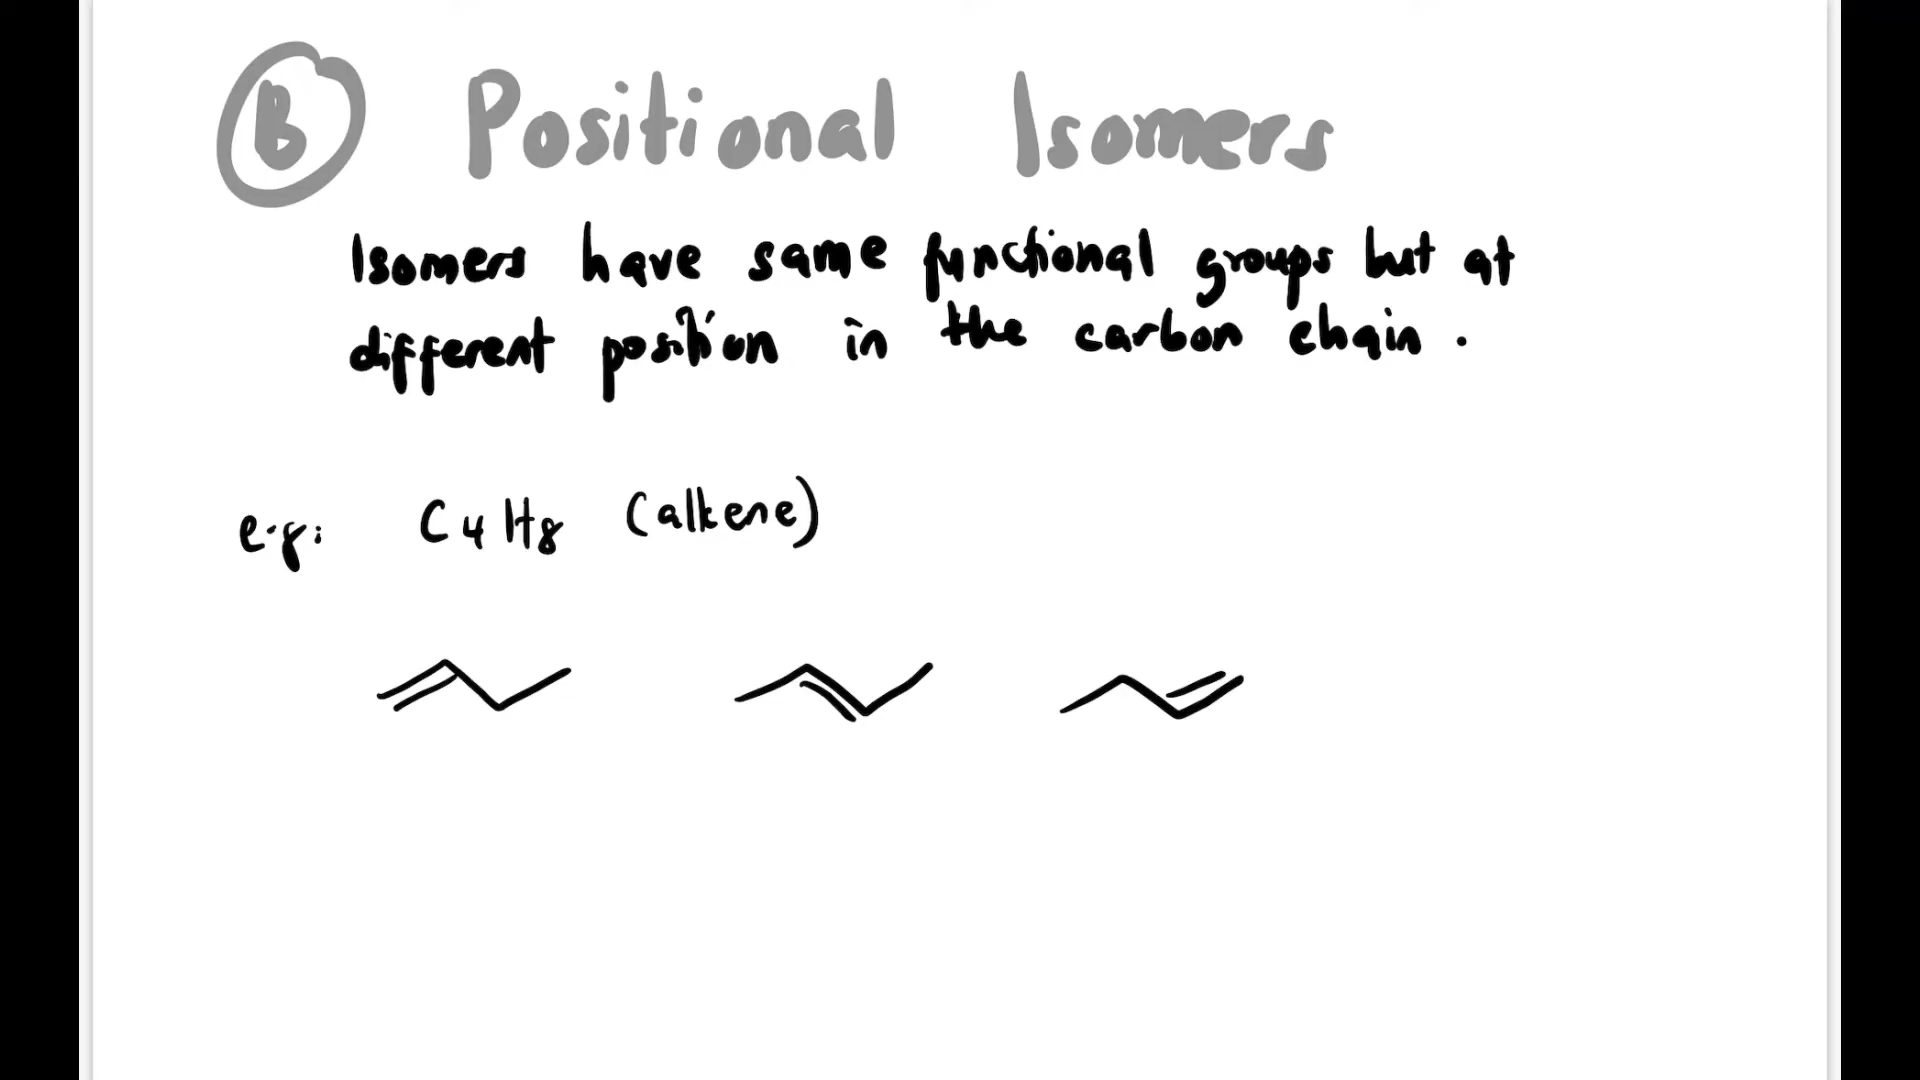 B Positional Isomers
Isomers have same functional groups but at
different position in the carbon chain.
e.g: C4H8 (alkene)